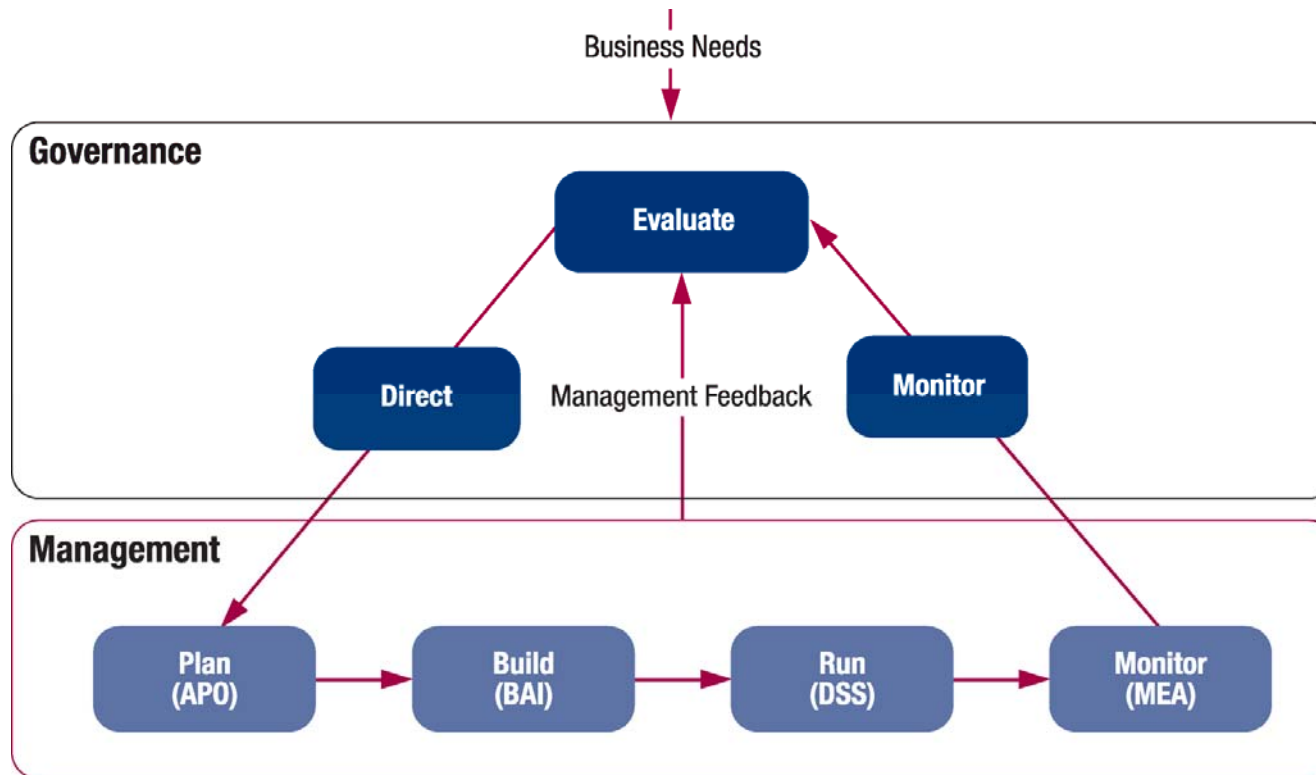 Business Needs
Governance
Evaluate
Direct
Management Feedback
Monitor
Management
Plan
(APO)
Build
(BAI)
Run
(DSS)
Monitor
(MEA)